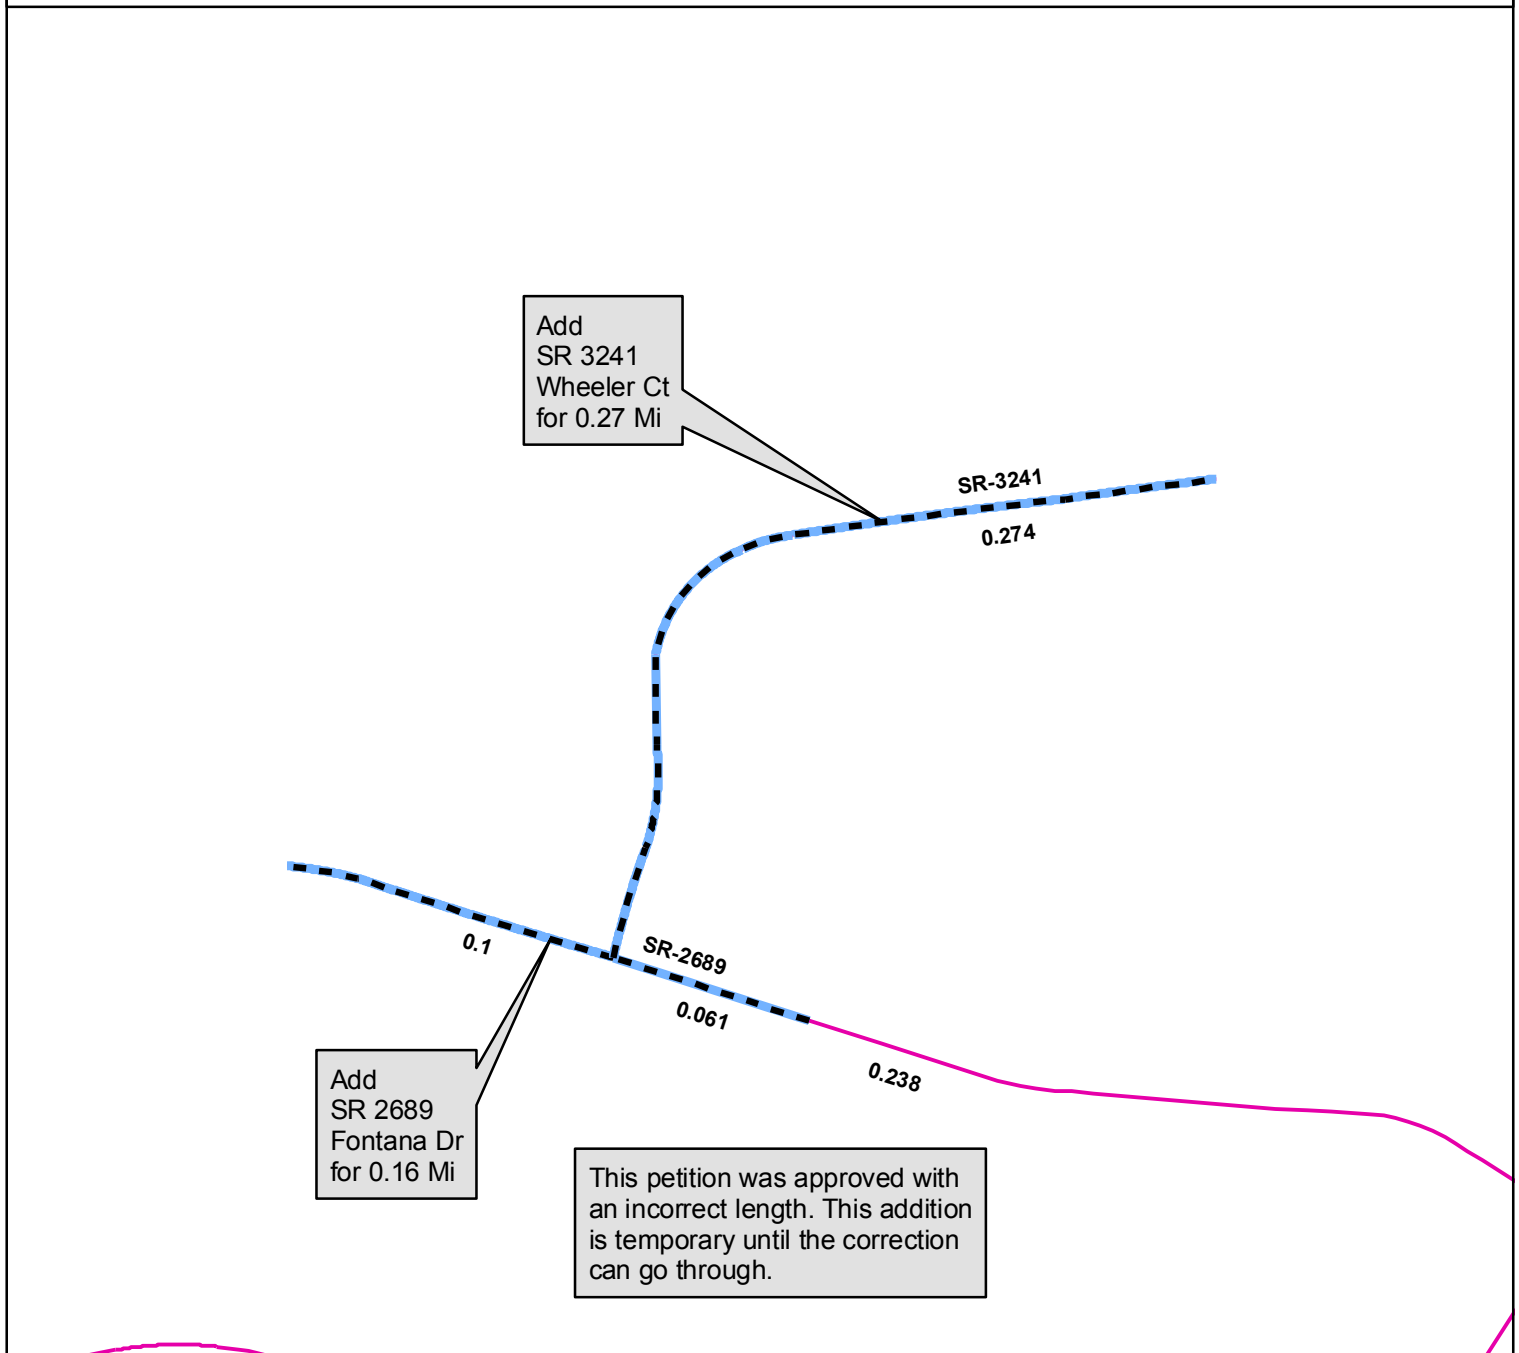 Add
SR 3241
Wheeler Ct
for 0.27 Mi
SR-3241
0.274
0.1
SR-2689
0.061
0.238
Add
SR 2689
Fontana Dr
for 0.16 Mi
This petition was approved with
an incorrect length. This addition
is temporary until the correction
can go through.